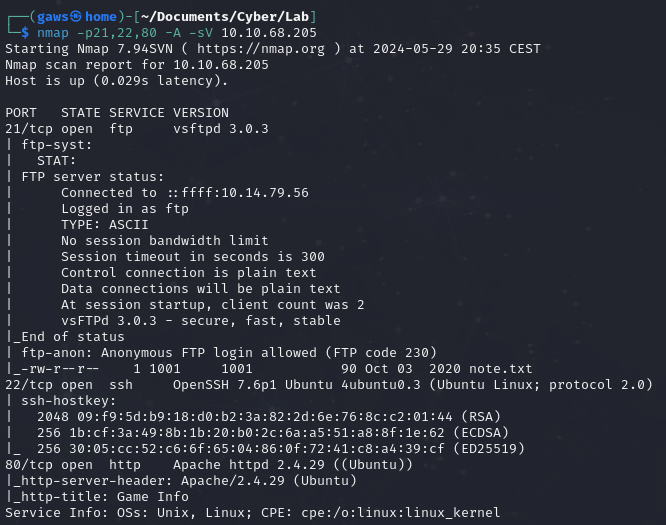 ┌──(gaws㉿home)-[~/Documents/Cyber/Lab]
└─$ nmap -p21,22,80 -A -sV 10.10.68.205
Starting Nmap 7.94SVN ( https://nmap.org ) at 2024-05-29 20:35 CEST
Nmap scan report for 10.10.68.205
Host is up (0.029s latency).

PORT   STATE SERVICE VERSION
21/tcp open  ftp     vsftpd 3.0.3
| ftp-syst:
|   STAT:
| FTP server status:
|      Connected to ::ffff:10.14.79.56
|      Logged in as ftp
|      TYPE: ASCII
|      No session bandwidth limit
|      Session timeout in seconds is 300
|      Control connection is plain text
|      Data connections will be plain text
|      At session startup, client count was 2
|      vsFTPd 3.0.3 - secure, fast, stable
|_End of status
| ftp-anon: Anonymous FTP login allowed (FTP code 230)
|_-rw-r--r--    1 1001     1001           90 Oct 03  2020 note.txt
22/tcp open  ssh     OpenSSH 7.6p1 Ubuntu 4ubuntu0.3 (Ubuntu Linux; protocol 2.0)
| ssh-hostkey:
|   2048 09:f9:5d:b9:18:d0:b2:3a:82:2d:6e:76:8c:c2:01:44 (RSA)
|   256 1b:cf:3a:49:8b:1b:20:b0:2c:6a:a5:51:a8:8f:1e:62 (ECDSA)
|_  256 30:05:cc:52:c6:6f:65:04:86:0f:72:41:c8:a4:39:cf (ED25519)
80/tcp open  http    Apache httpd 2.4.29 ((Ubuntu))
|_http-server-header: Apache/2.4.29 (Ubuntu)
|_http-title: Game Info
Service Info: OSs: Unix, Linux; CPE: cpe:/o:linux:linux_kernel